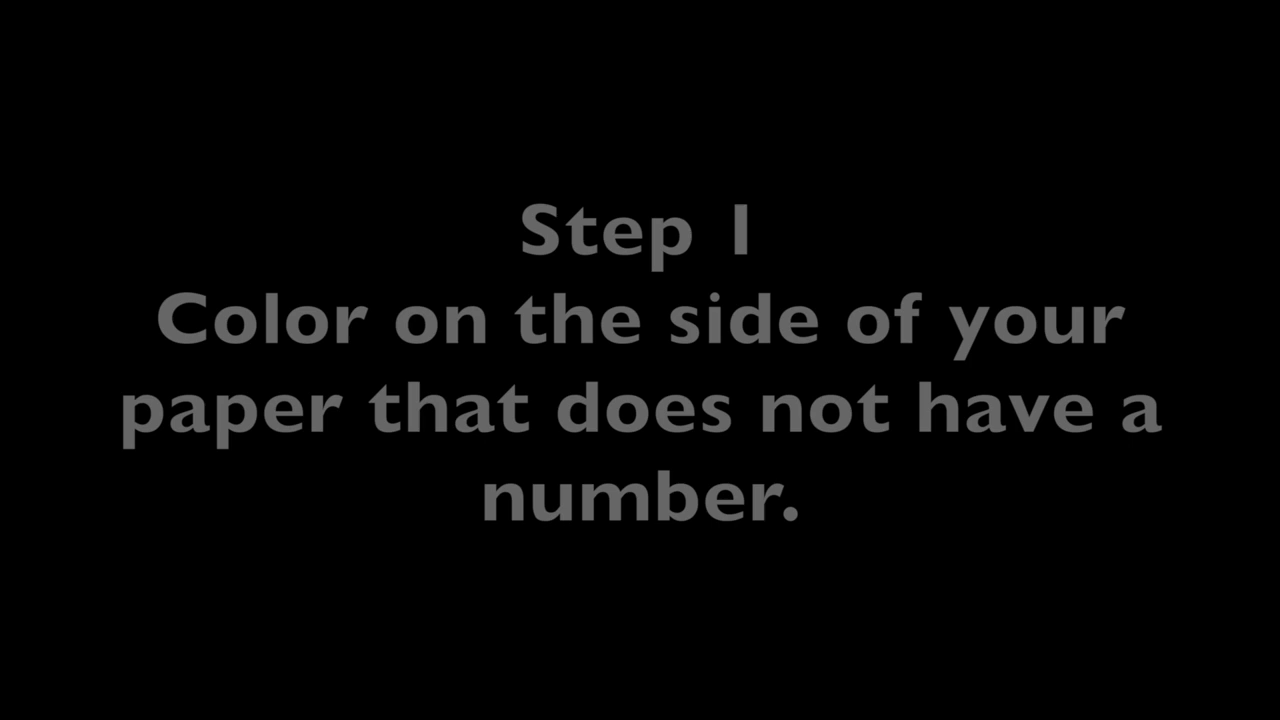 Step 1
Color on the side of your
paper that does not have a
number.